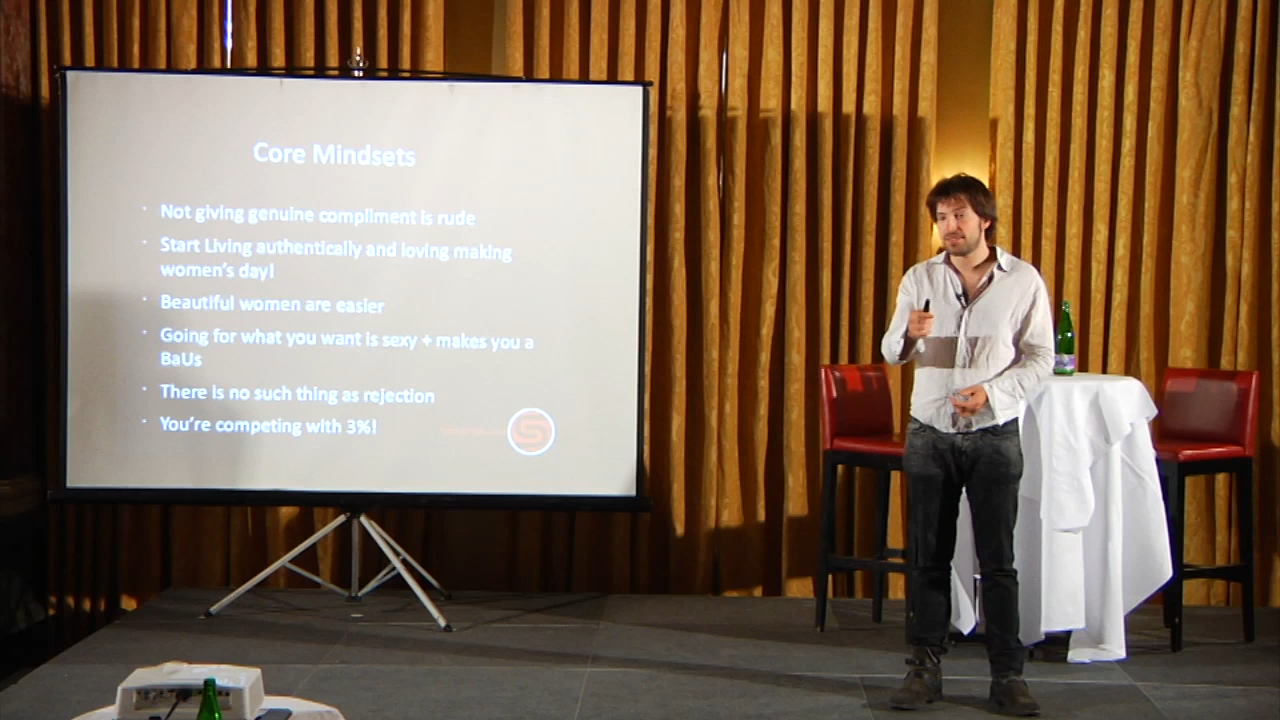 Core Mindsets
Not giving genuine compliment is rude
Start Living authentically and loving making
women's day!
Beautiful women are easier
Going for what you want is sexy + makes you a
BaUs
There is no such thing as rejection
You're competing with 3%!
S